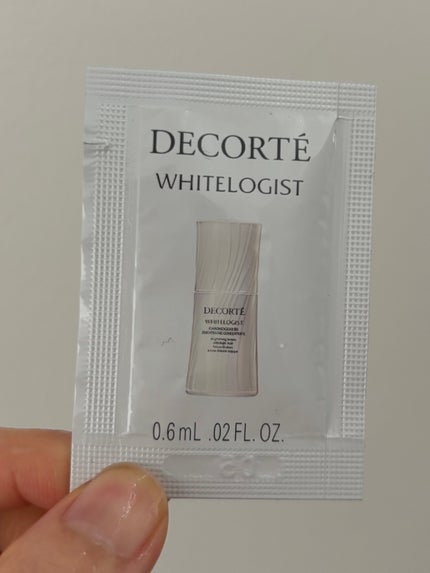 DECORTÉ
WHITELOGIST
DECORTÉ
WHITELOGIST
0.6 mL .02 FL. OZ.